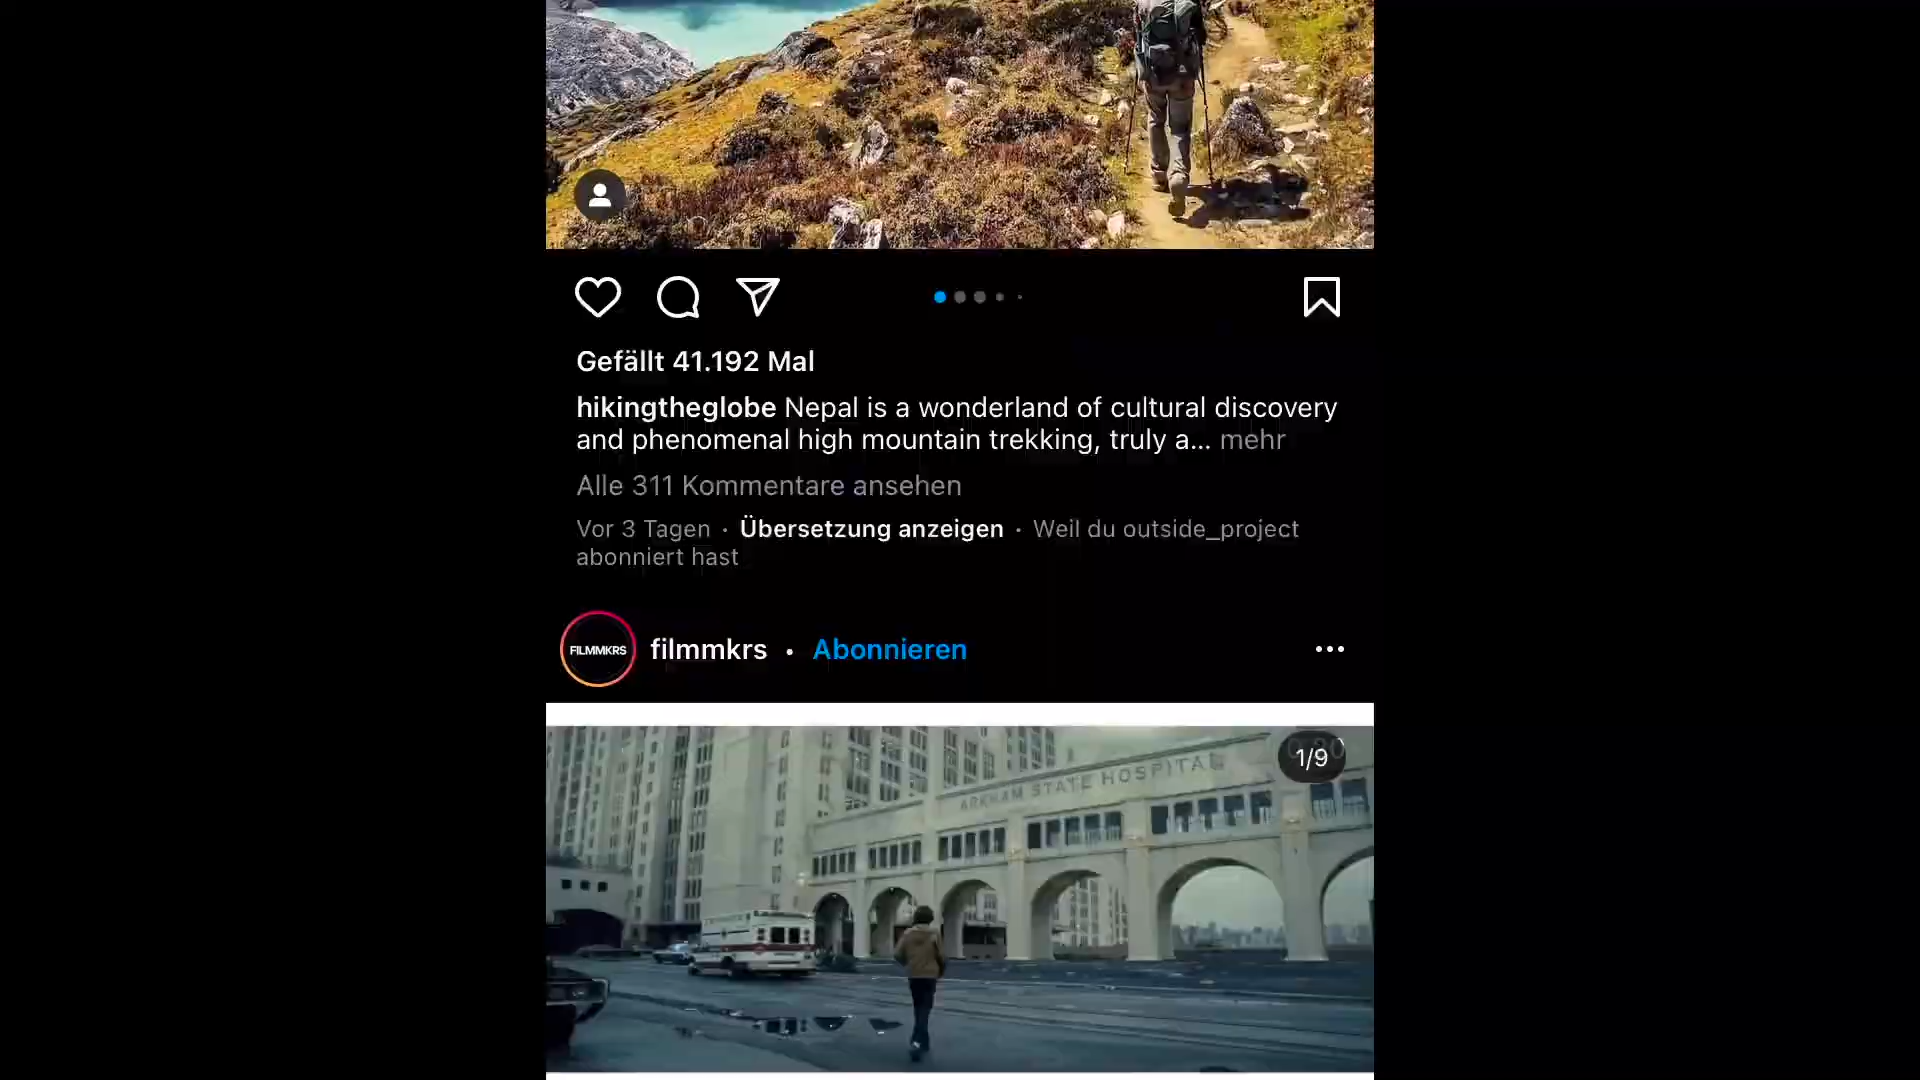 Gefällt 41.192 Mal
hikingtheglobe Nepal is a wonderland of cultural discovery
and phenomenal high mountain trekking, truly a... mehr
Alle 311 Kommentare ansehen
Vor 3 Tagen · Übersetzung anzeigen · Weil du outside_project
abonniert hast
FILMMKRS filmmkrs • Abonnieren
1/9
ARKHAM STATE HOSPITAL